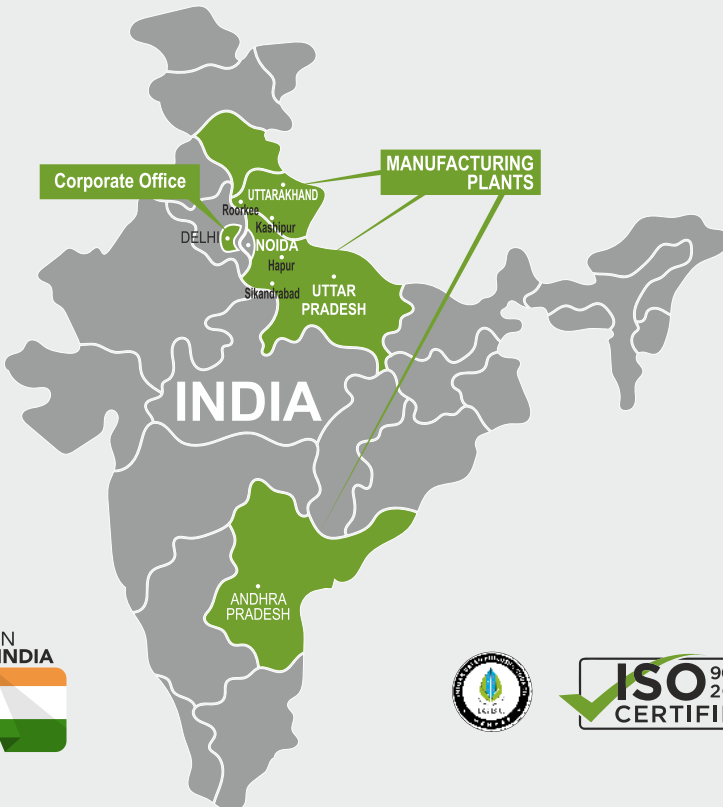 MANUFACTURING
PLANTS
Corporate Office
UTTARAKHAND
Roorkee
Kashipur
DELHI
NOIDA
Hapur
Sikandrabad
UTTAR
PRADESH
INDIA
ANDHRA
PRADESH
N
INDIA
ISO
CERTIFI